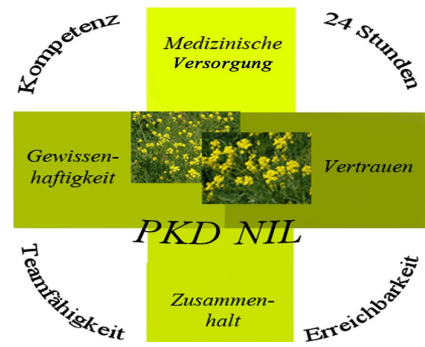 Kompetenz
24 Stunden
Medizinische
Versorgung
Gewissen-
haftigkeit
Vertrauen
PKD NIL
Zusammen-
halt
Teamfähigkeit
Erreichbarkeit